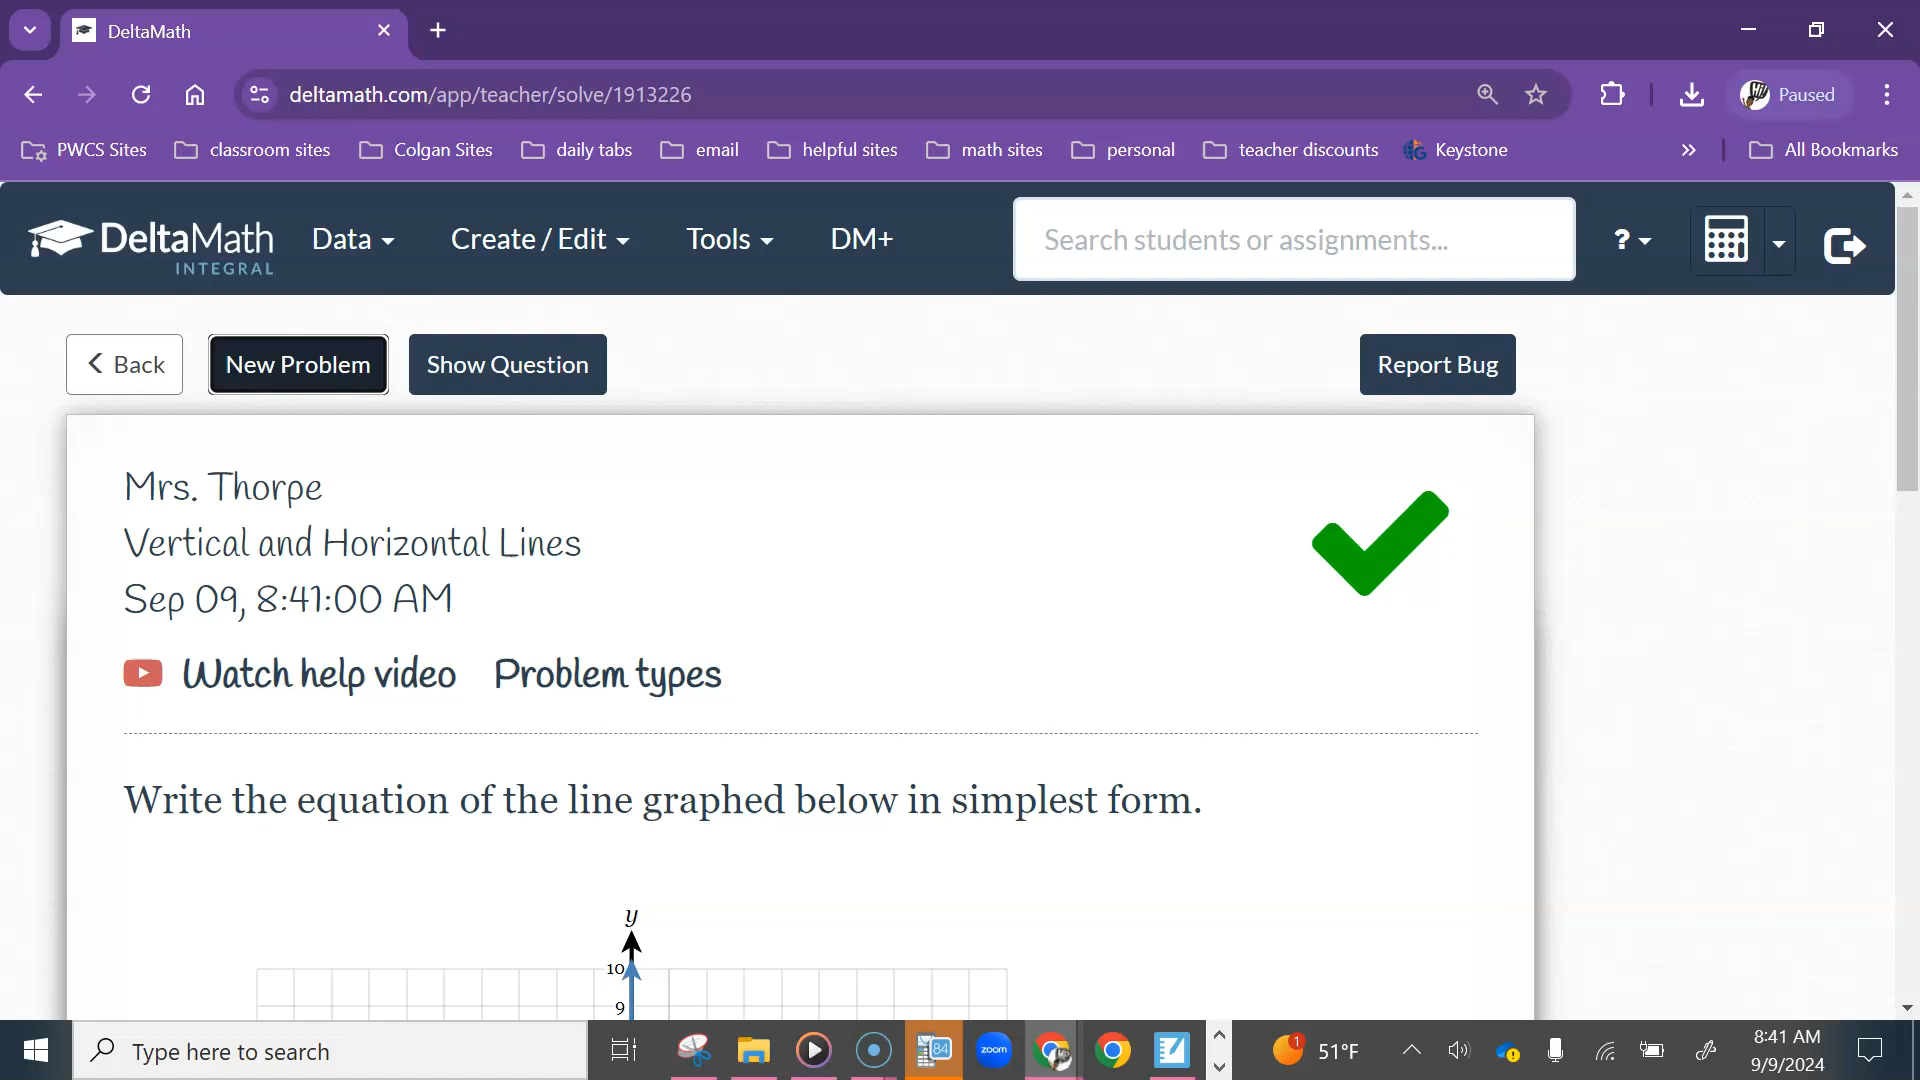 DeltaMath
deltamath.com/app/teacher/solve/1913226
Paused
PWCS Sites
classroom sites
Colgan Sites
daily tabs
email
helpful sites
math sites
personal
teacher discounts
Keystone
All Bookmarks
DeltaMath
INTEGRAL
Data
Create / Edit
Tools
DM+
Search students or assignments...
?
Back
New Problem
Show Question
Report Bug
Mrs. Thorpe
Vertical and Horizontal Lines
Sep 09, 8:41:00 AM
Watch help video
Problem types
Write the equation of the line graphed below in simplest form.
y
10
9
Type here to search
84
zoom
1
51°F
8:41 AM
9/9/2024